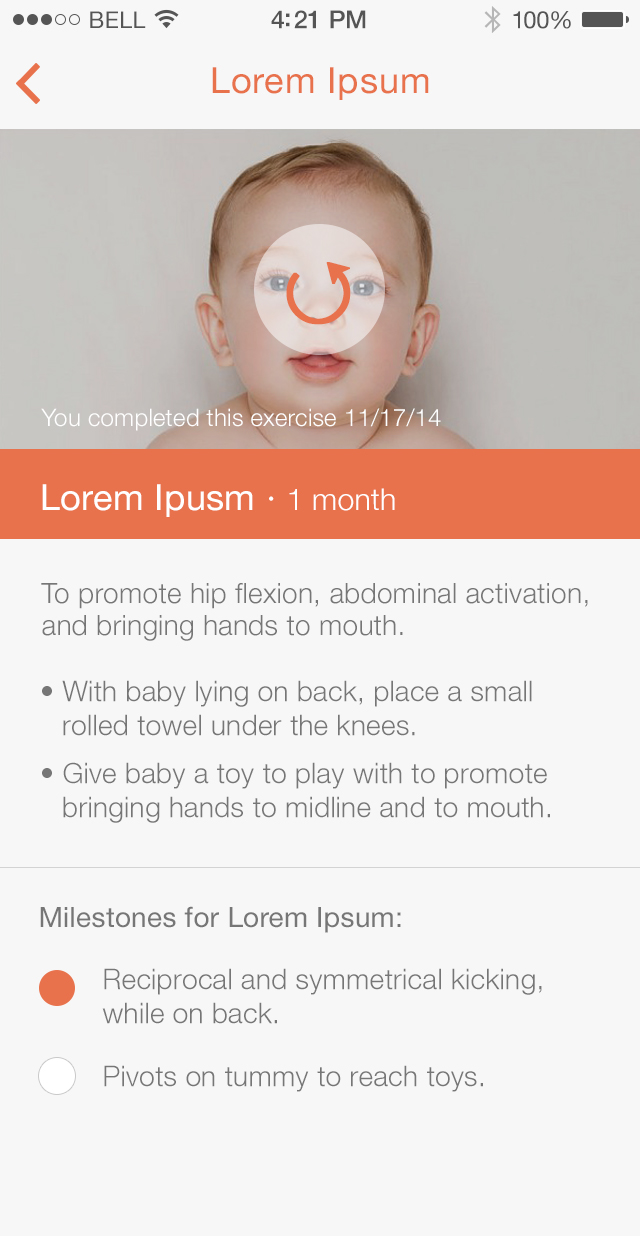 BELL 4:21 PM 100%
Lorem Ipsum
You completed this exercise 11/17/14
Lorem Ipusm · 1 month
To promote hip flexion, abdominal activation,
and bringing hands to mouth.
• With baby lying on back, place a small
rolled towel under the knees.
• Give baby a toy to play with to promote
bringing hands to midline and to mouth.
Milestones for Lorem Ipsum:
Reciprocal and symmetrical kicking,
while on back.
Pivots on tummy to reach toys.